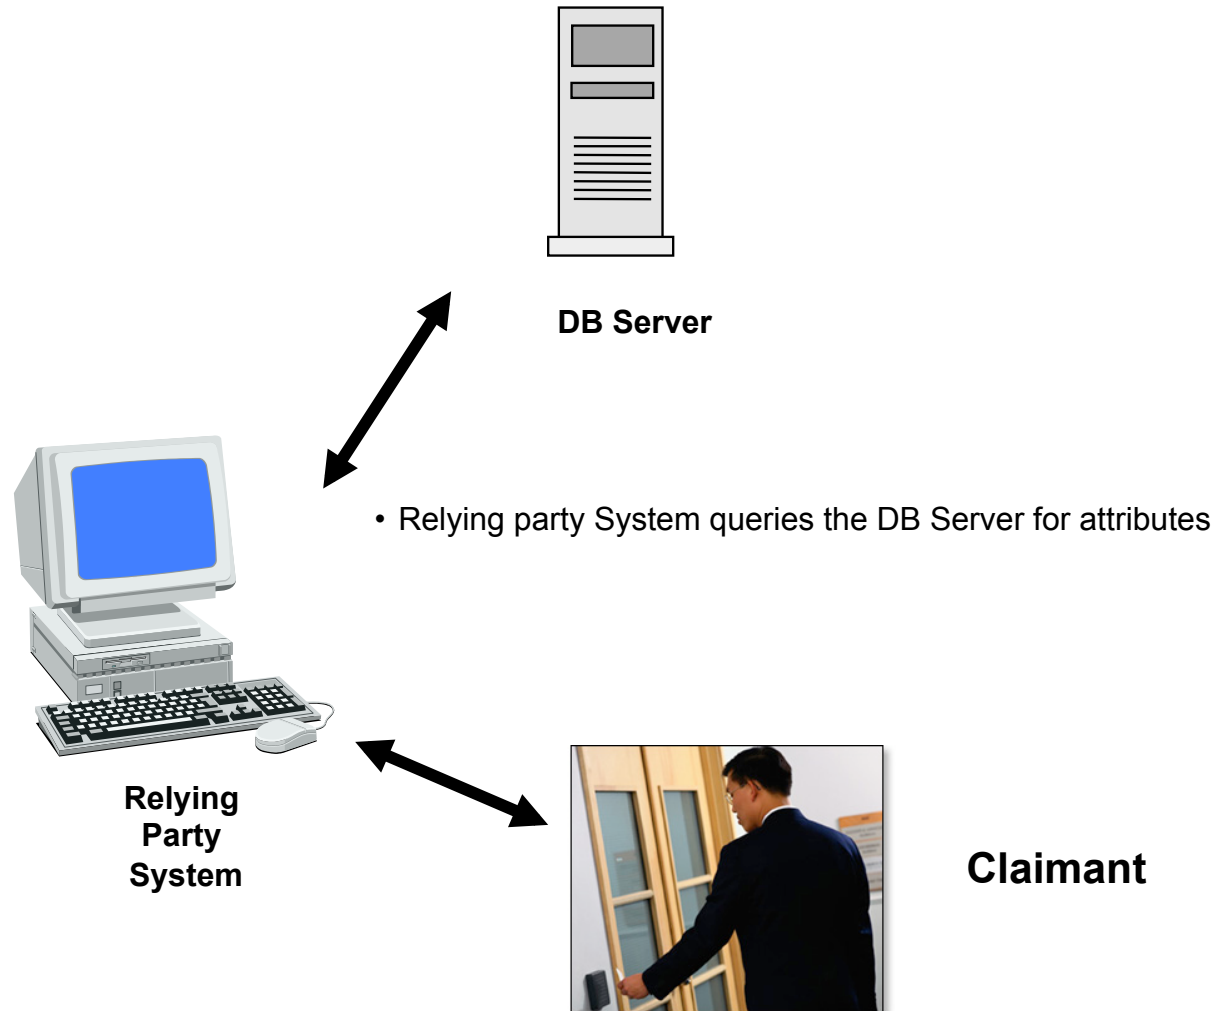 DB Server
• Relying party System queries the DB Server for attributes
Relying
Party
System
Claimant